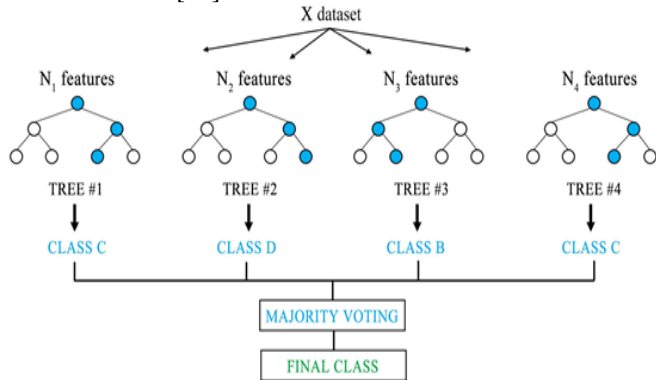 X dataset
N₁ features N₂ features N₃ features N₄ features
TREE #1 TREE #2 TREE #3 TREE #4
CLASS C CLASS D CLASS B CLASS C
MAJORITY VOTING
FINAL CLASS